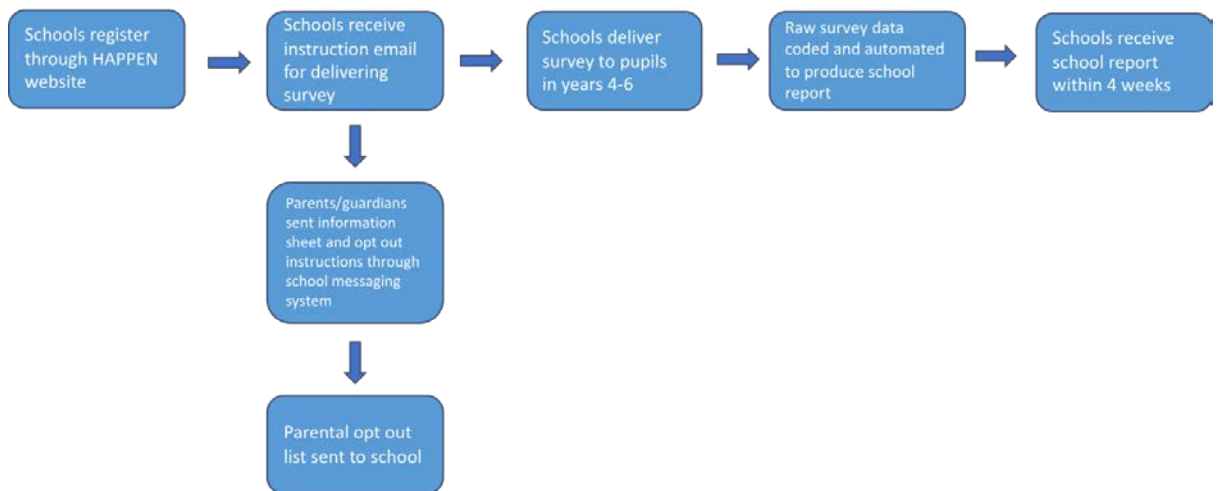 Schools register
through HAPPEN
website
Schools receive
instruction email
for delivering
survey
Schools deliver
survey to pupils
in years 4-6
Raw survey data
coded and automated
to produce school
report
Schools receive
school report
within 4 weeks
Parents/guardians
sent information
sheet and opt out
instructions through
school messaging
system
Parental opt out
list sent to school